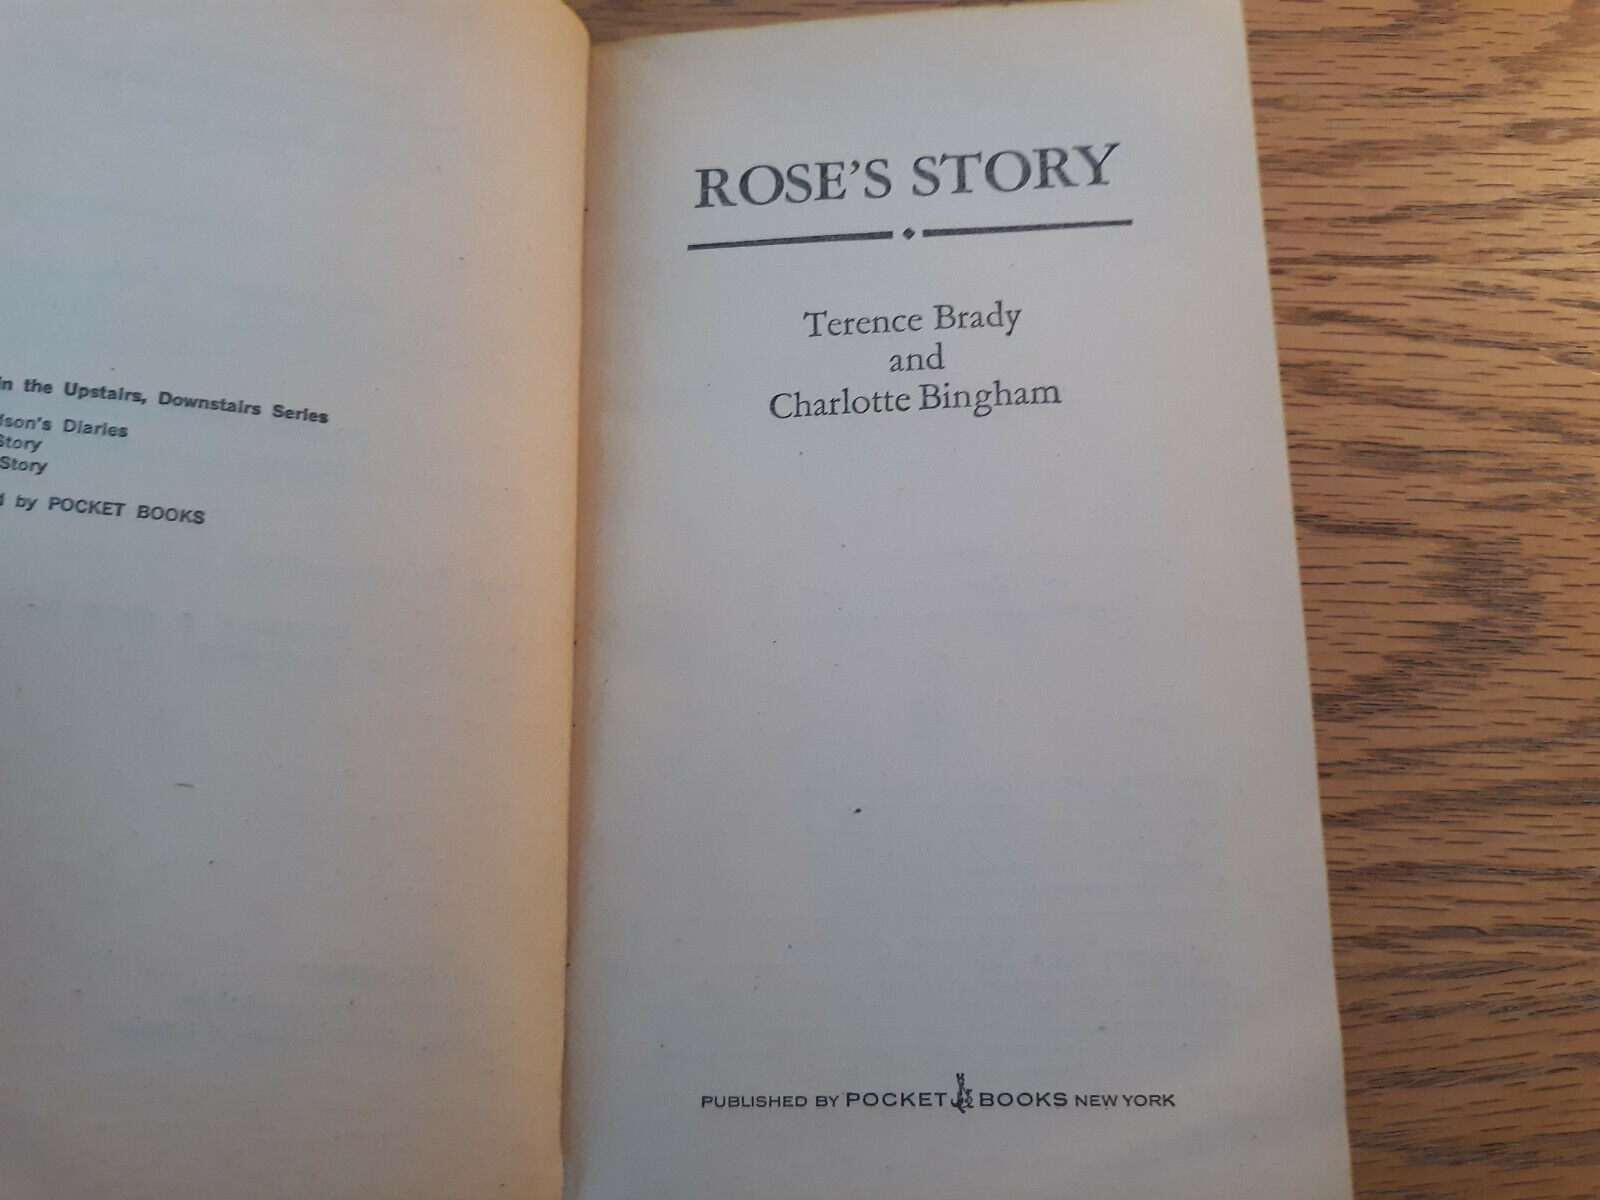 in the Upstairs, Downstairs Series
dson's Diaries
Story
Story
d by POCKET BOOKS
ROSE'S STORY
Terence Brady
and
Charlotte Bingham
PUBLISHED BY POCKET BOOKS NEW YORK